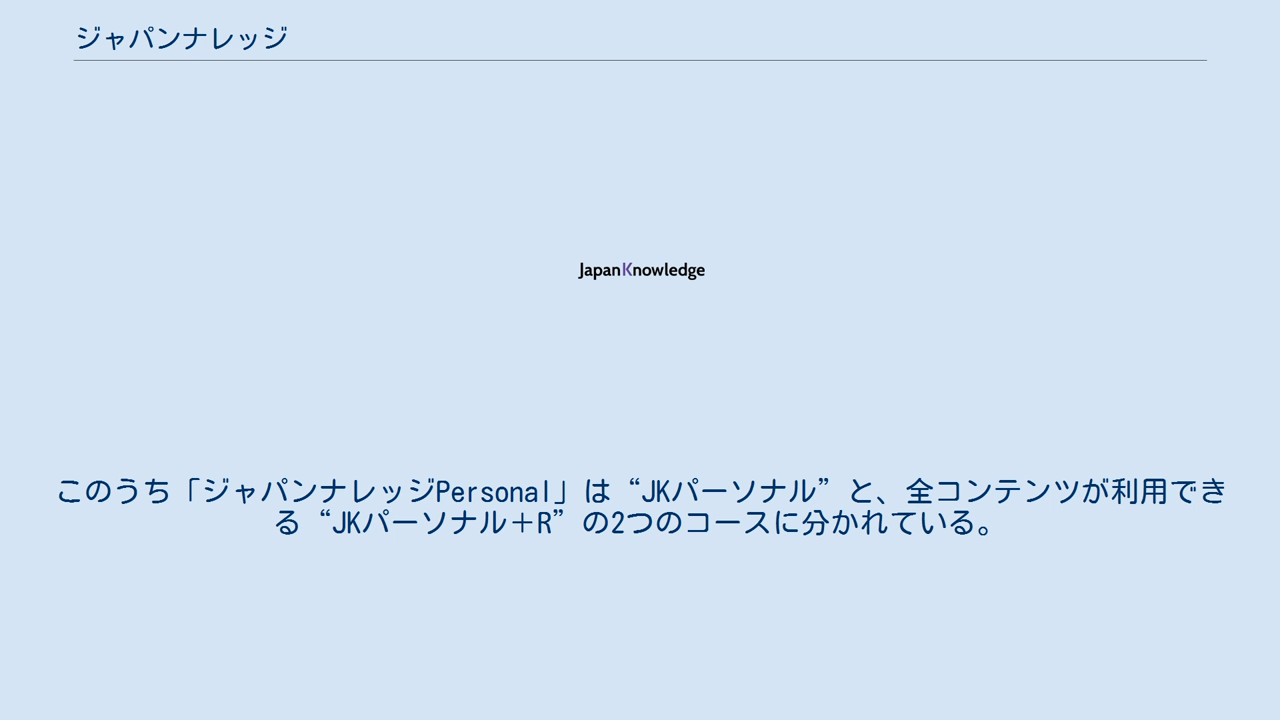 ジャパンナレッジ
JapanKnowledge
このうち「ジャパンナレッジPersonal」は“JKパーソナル”と、全コンテンツが利用でき
る“JKパーソナル＋R”の2つのコースに分かれている。